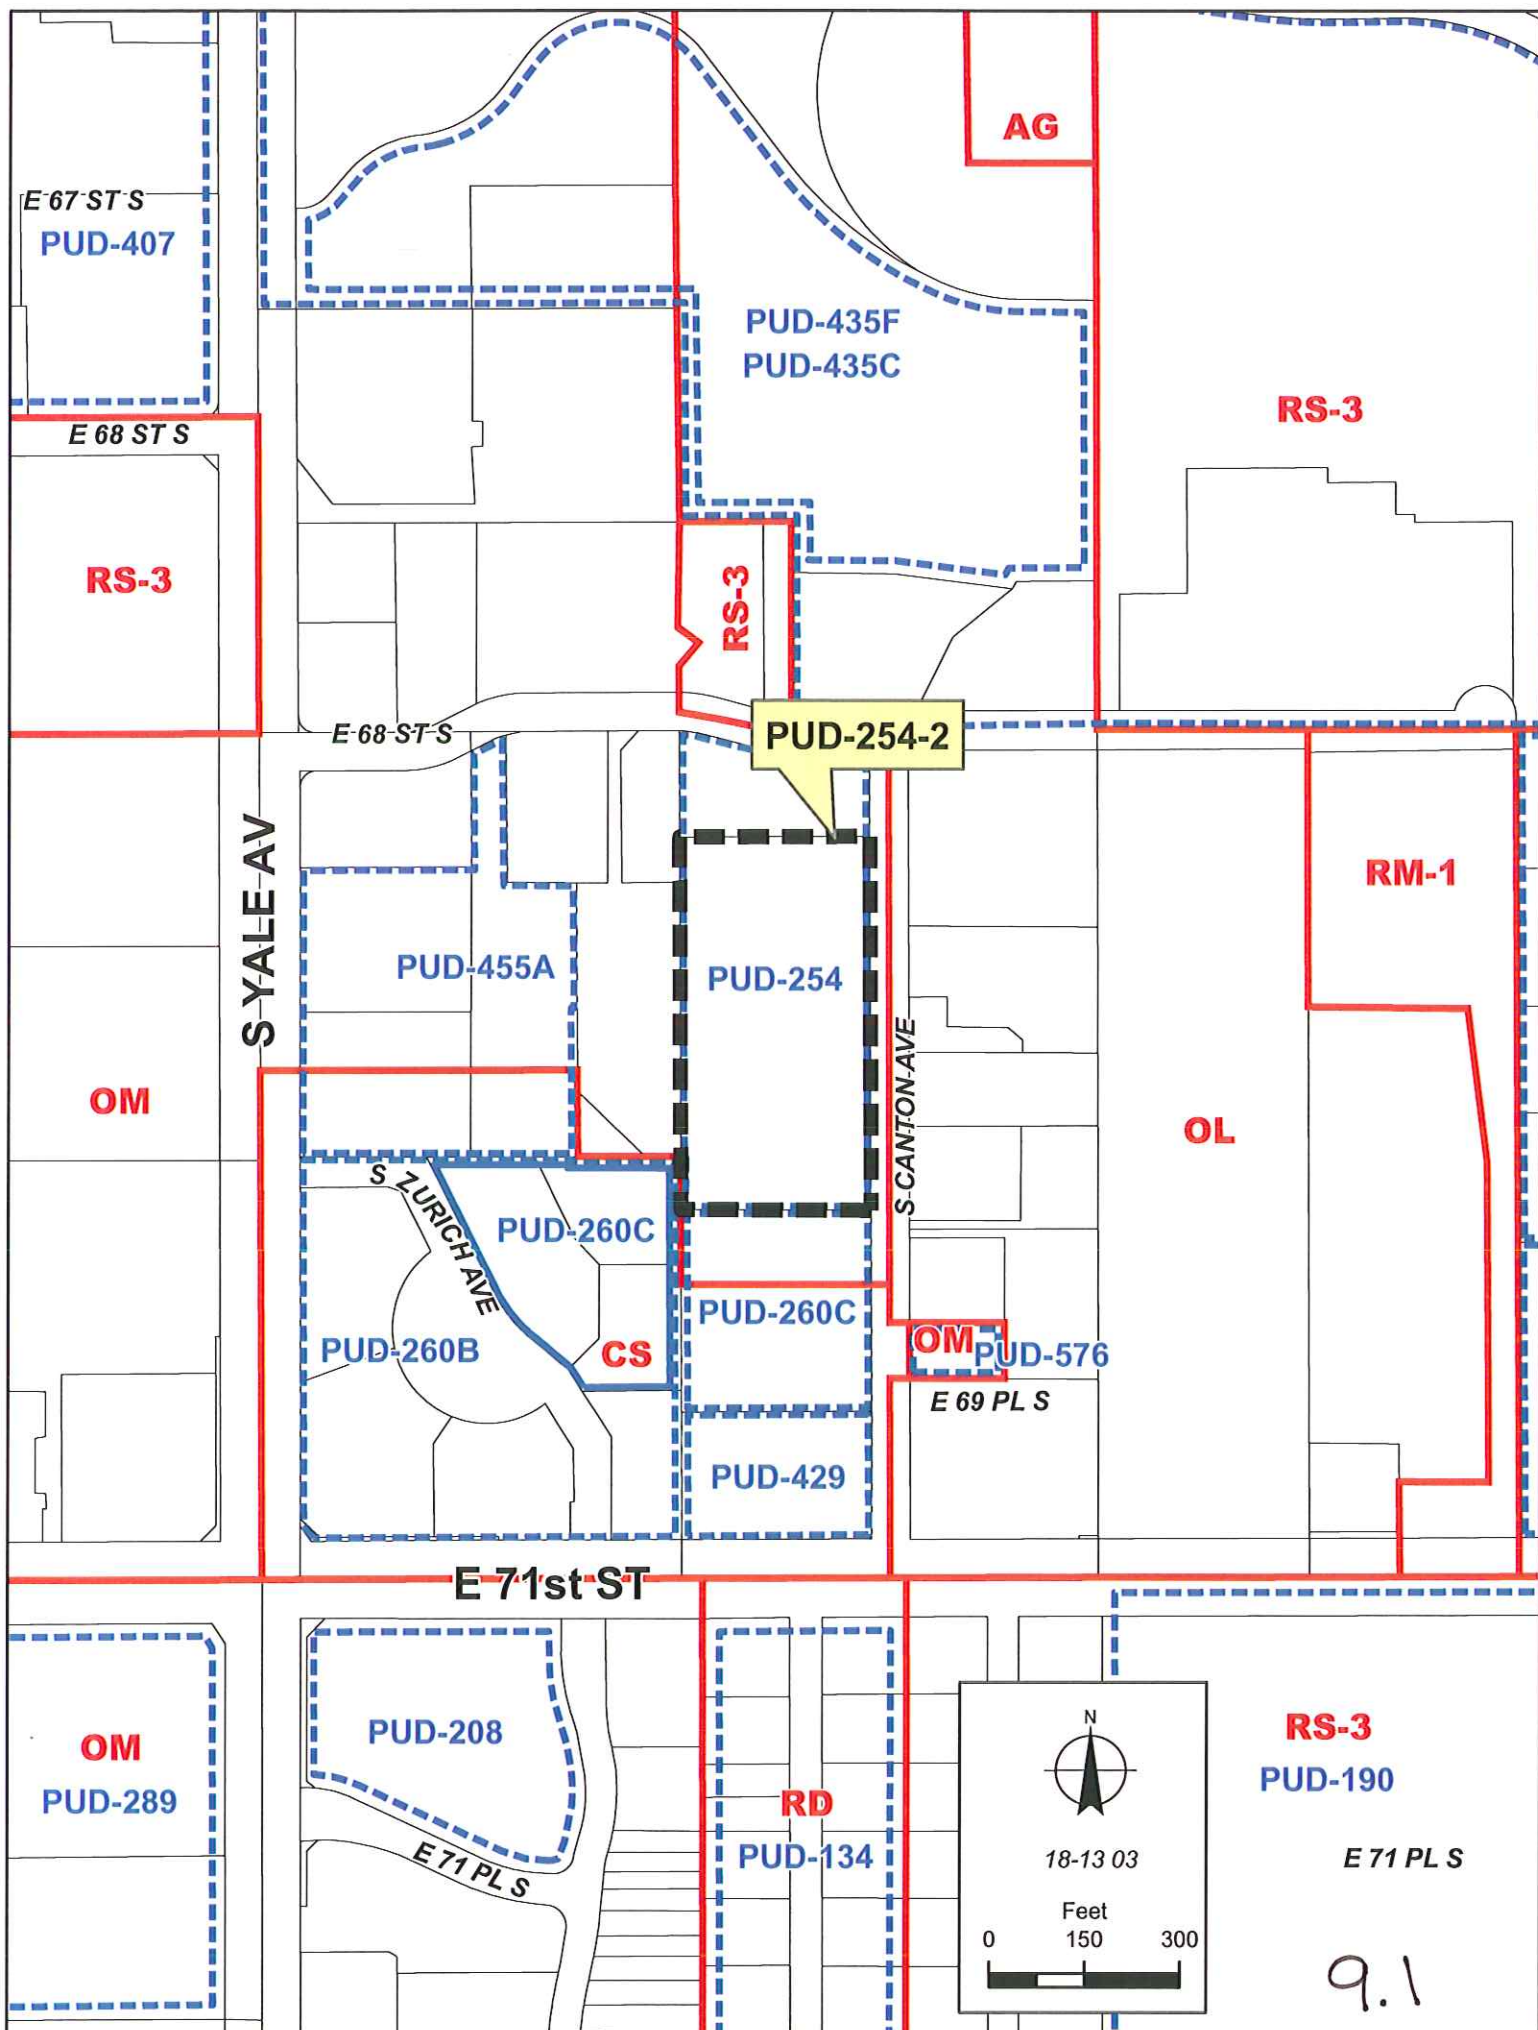 AG
E 67 ST S
PUD-407
PUD-435F
PUD-435C
RS-3
E 68 ST S
RS-3
RS-3
E 68 ST S
PUD-254-2
S YALE AV
RM-1
PUD-455A
PUD-254
S CANTON AVE
OM
OL
S ZURICH AVE
PUD-260C
PUD-260C
PUD-260B
CS
OM
PUD-576
E 69 PL S
PUD-429
E 71st ST
PUD-208
OM
PUD-289
RS-3
PUD-190
RD
PUD-134
E 71 PL S
E 71 PL S
N
18-13 03
Feet
0 150 300
9.1